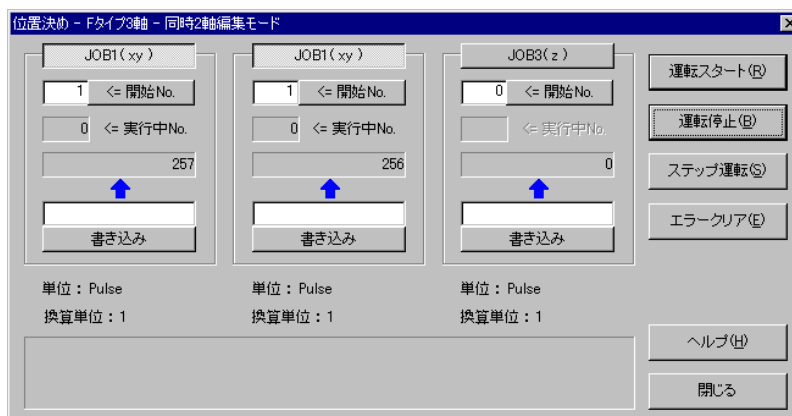 位置決め - Fタイプ3軸 - 同時2軸編集モード
JOB1(xy) JOB1(xy) JOB3(z)
1 <= 開始No. 1 <= 開始No. 0 <= 開始No.
0 <= 実行中No. 0 <= 実行中No. <= 実行中No.
257 256 0
書き込み 書き込み 書き込み
単位：Pulse 単位：Pulse 単位：Pulse
換算単位：1 換算単位：1 換算単位：1
運転スタート(R)
運転停止(B)
ステップ運転(S)
エラークリア(E)
ヘルプ(H)
閉じる